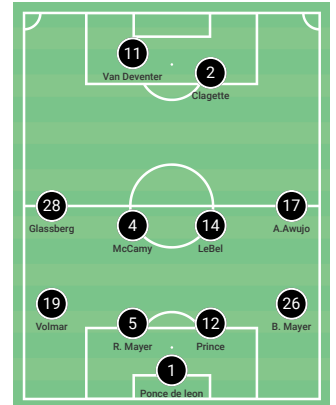 11
Van Deventer
2
Clagette
28
Glassberg
4
McCamy
14
LeBel
17
A.Awujo
19
Volmar
5
R. Mayer
12
Prince
26
B. Mayer
1
Ponce de leon